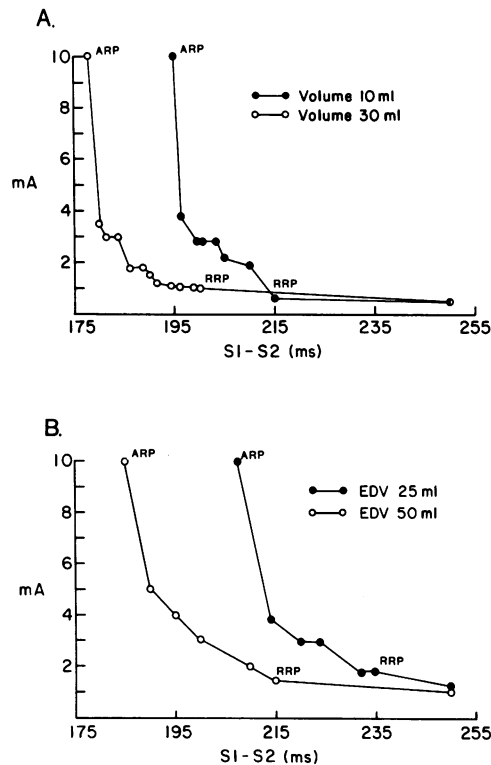 A.
10 ARP ARP
Volume 10 ml
8
Volume 30 ml
6
mA
4
2 RRP RRP
175 195 215 235 255
S1-S2 (ms)
B.
10 ARP ARP
EDV 25 ml
8
EDV 50 ml
6
mA
4
2 RRP RRP
175 195 215 235 255
S1-S2 (ms)